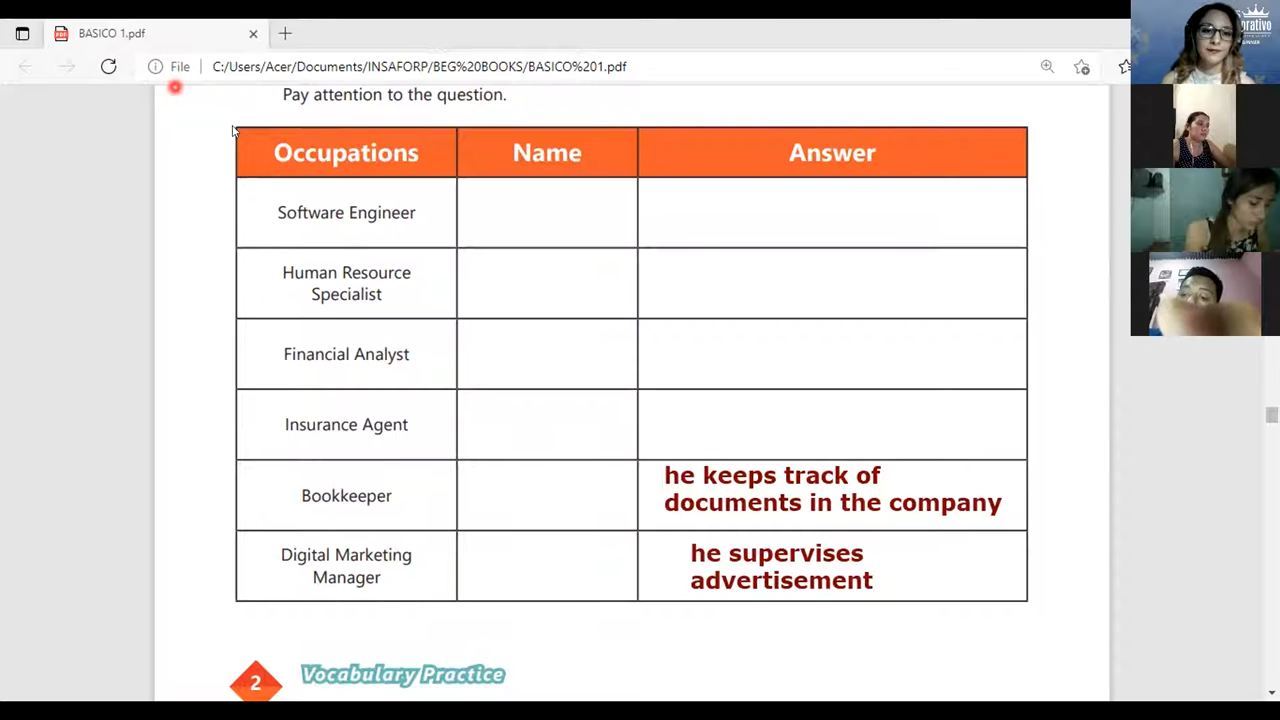 BASICO 1.pdf
File
C:/Users/Acer/Documents/INSAFORP/BEG%20BOOKS/BASICO%201.pdf
Pay attention to the question.
Occupations Name Answer
Software Engineer
Human Resource
Specialist
Financial Analyst
Insurance Agent
Bookkeeper
he keeps track of
documents in the company
Digital Marketing
Manager
he supervises
advertisement
2 Vocabulary Practice